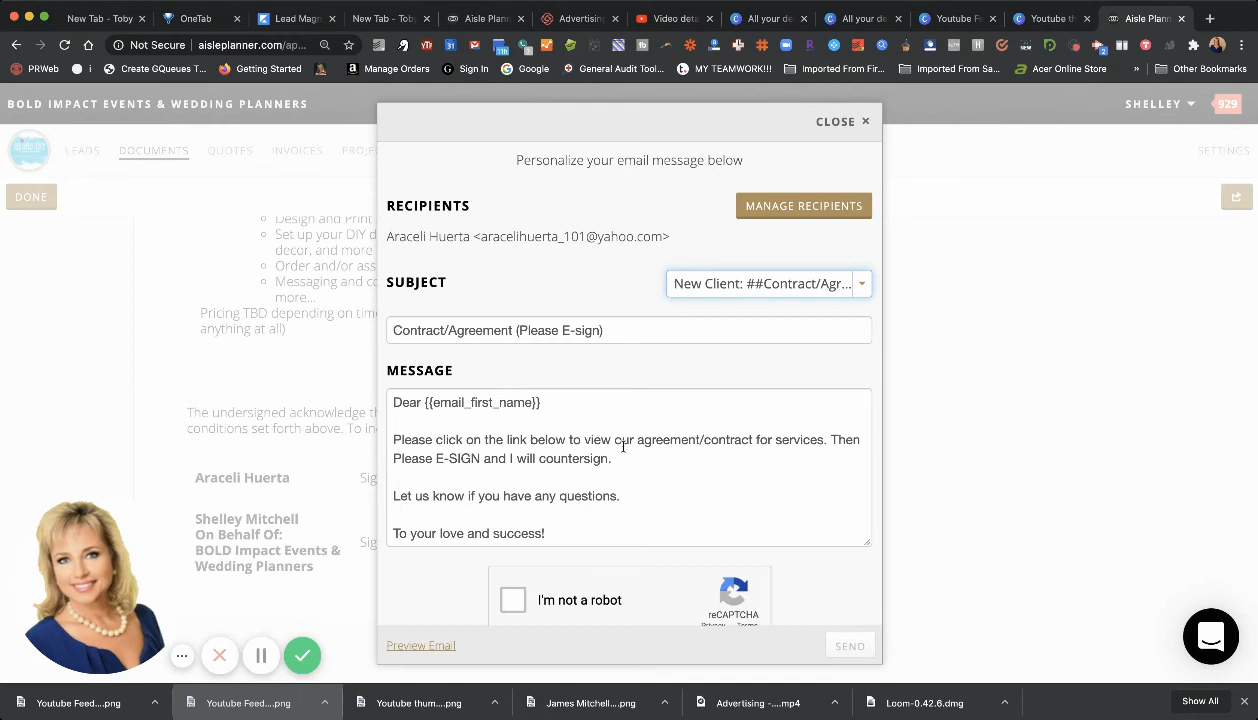 New Tab - Toby
OneTab
Lead Magn
New Tab - Toby
Aisle Plann
Advertising
Video deta
All your de
All your de
Youtube Fe
Youtube th
Aisle Plann
Not Secure | aisleplanner.com/ap...
PRWeb
i
Create GQueues T...
Getting Started
Manage Orders
Sign In
Google
General Audit Tool...
MY TEAMWORK!!!
Imported From Fir...
Imported From Sa...
Acer Online Store
»
Other Bookmarks
BOLD IMPACT EVENTS & WEDDING PLANNERS
SHELLEY
929
LEADS
DOCUMENTS
QUOTES
INVOICES
PROJE
SETTINGS
DONE
Design and Print
Set up your DIY d
decor, and more
Order and/or ass
Messaging and co
more...
Pricing TBD depending on time
anything at all)
The undersigned acknowledge th
conditions set forth above. To in
Araceli Huerta
Sig
Shelley Mitchell
On Behalf Of:
BOLD Impact Events &
Wedding Planners
Sig
CLOSE ×
Personalize your email message below
RECIPIENTS
MANAGE RECIPIENTS
Araceli Huerta <aracelihuerta_101@yahoo.com>
SUBJECT
New Client: ##Contract/Agr...
Contract/Agreement (Please E-sign)
MESSAGE
Dear {{email_first_name}}
Please click on the link below to view our agreement/contract for services. Then
Please E-SIGN and I will countersign.
Let us know if you have any questions.
To your love and success!
I'm not a robot
reCAPTCHA
Privacy - Terms
Preview Email
SEND
Youtube Feed....png
Youtube Feed....png
Youtube thum....png
James Mitchell....png
Advertising -....mp4
Loom-0.42.6.dmg
Show All